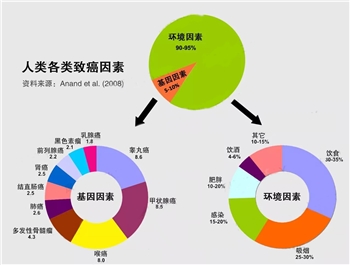 环境因素
90-95%
人类各类致癌因素
资料来源：Anand et al. (2008)
基因因素
5-10%
乳腺癌
1.8
黑色素瘤
2.1
前列腺癌
2.2
肾癌
2.5
结直肠癌
2.5
肺癌
2.6
多发性骨髓瘤
4.3
喉癌
8.0
甲状腺癌
8.5
睾丸癌
8.6
基因因素
其它
10-15%
饮酒
4-6%
肥胖
10-20%
感染
15-20%
吸烟
25-30%
饮食
30-35%
环境因素